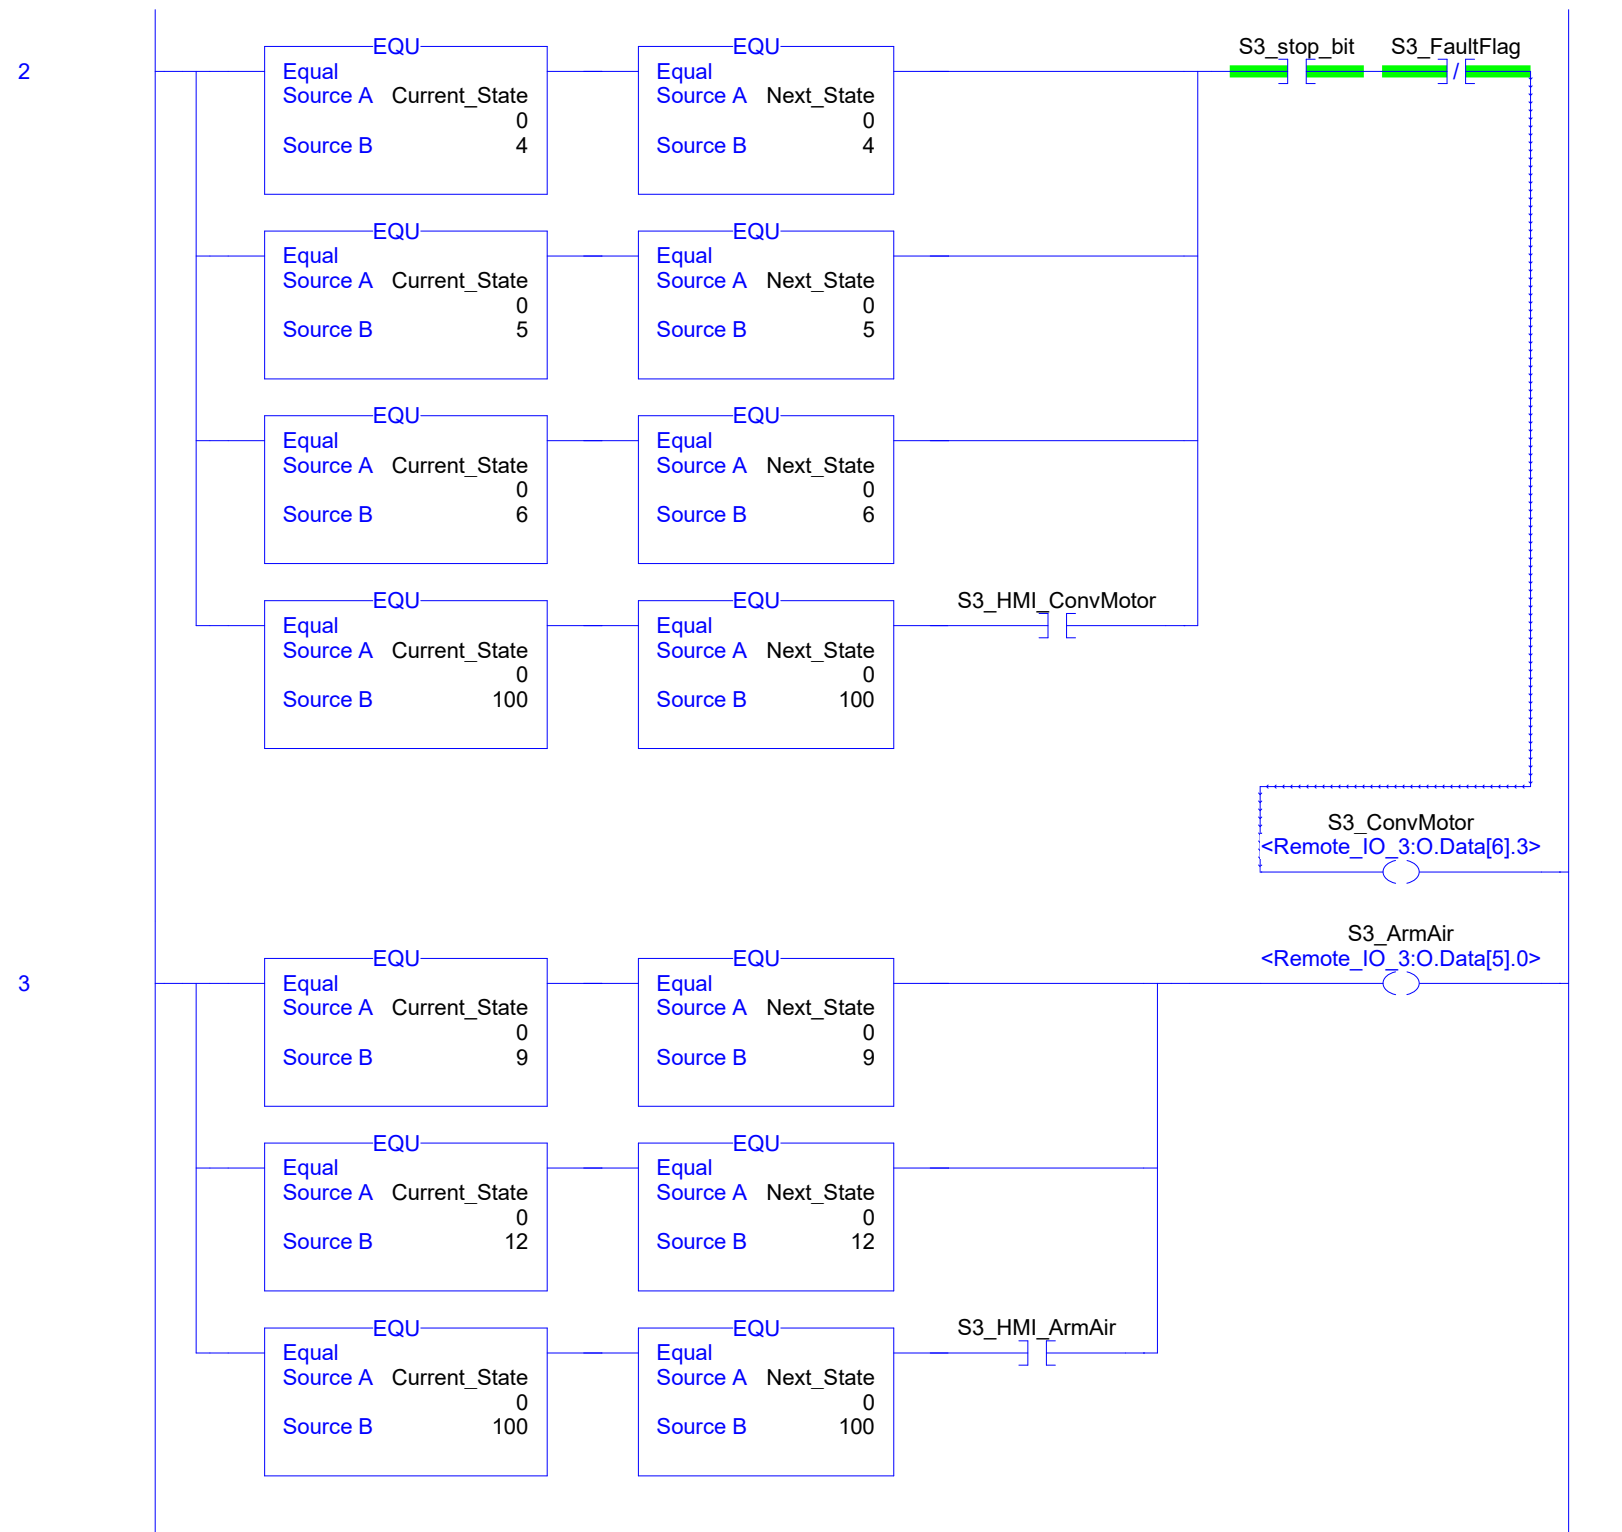 2
EQU
Equal
Source A Current_State
0
Source B 4
EQU
Equal
Source A Next_State
0
Source B 4
S3_stop_bit
S3_FaultFlag
/
EQU
Equal
Source A Current_State
0
Source B 5
EQU
Equal
Source A Next_State
0
Source B 5
EQU
Equal
Source A Current_State
0
Source B 6
EQU
Equal
Source A Next_State
0
Source B 6
EQU
Equal
Source A Current_State
0
Source B 100
EQU
Equal
Source A Next_State
0
Source B 100
S3_HMI_ConvMotor
S3_ConvMotor
<Remote_IO_3:O.Data[6].3>
3
EQU
Equal
Source A Current_State
0
Source B 9
EQU
Equal
Source A Next_State
0
Source B 9
S3_ArmAir
<Remote_IO_3:O.Data[5].0>
EQU
Equal
Source A Current_State
0
Source B 12
EQU
Equal
Source A Next_State
0
Source B 12
EQU
Equal
Source A Current_State
0
Source B 100
EQU
Equal
Source A Next_State
0
Source B 100
S3_HMI_ArmAir